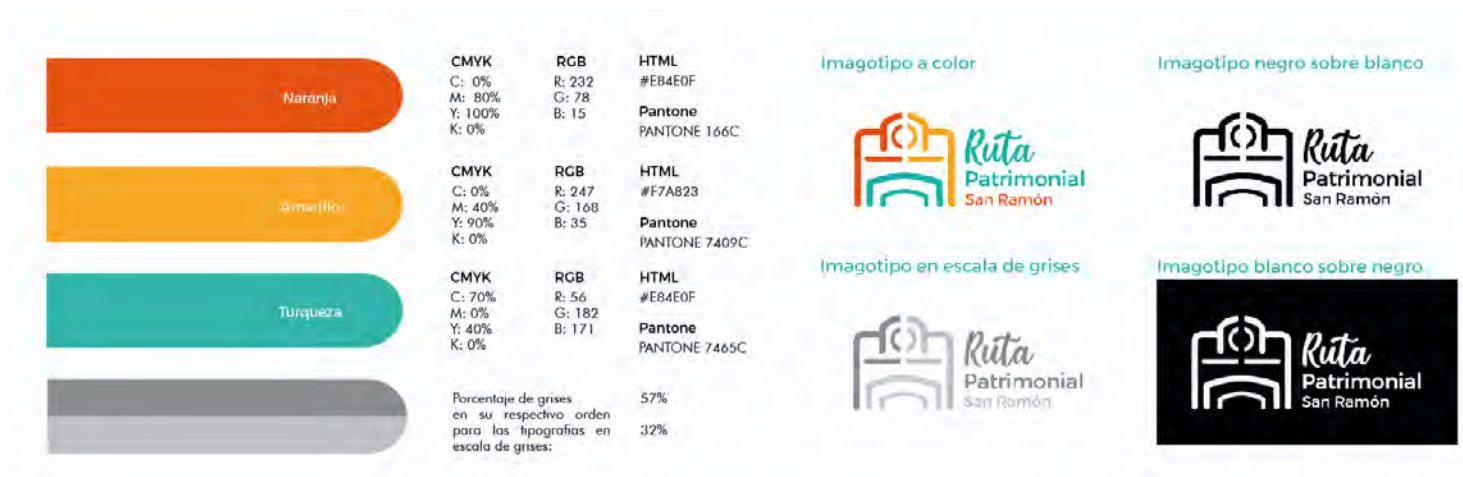 Naranja
CMYK
C: 0%
M: 80%
Y: 100%
K: 0%
RGB
R: 232
G: 78
B: 15
HTML
#E84E0F
Pantone
PANTONE 166C
Amarillo
CMYK
C: 0%
M: 40%
Y: 90%
K: 0%
RGB
R: 247
G: 168
B: 35
HTML
#F7A823
Pantone
PANTONE 7409C
Turqueza
CMYK
C: 70%
M: 0%
Y: 40%
K: 0%
RGB
R: 56
G: 182
B: 171
HTML
#E84E0F
Pantone
PANTONE 7465C
Porcentaje de grises
en su respectivo orden
para las tipografías en
escala de grises:
57%
32%
Imagotipo a color
Ruta
Patrimonial
San Ramón
Imagotipo negro sobre blanco
Ruta
Patrimonial
San Ramón
Imagotipo en escala de grises
Ruta
Patrimonial
San Ramón
Imagotipo blanco sobre negro
Ruta
Patrimonial
San Ramón